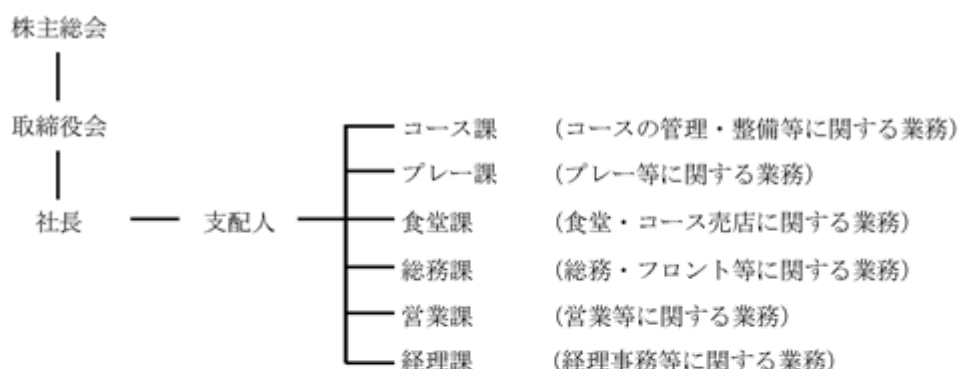 株主総会
取締役会
コース課 (コースの管理・整備等に関する業務)
プレー課 (プレー等に関する業務)
社長 支配人 食堂課 (食堂・コース売店に関する業務)
総務課 (総務・フロント等に関する業務)
営業課 (営業等に関する業務)
経理課 (経理事務等に関する業務)